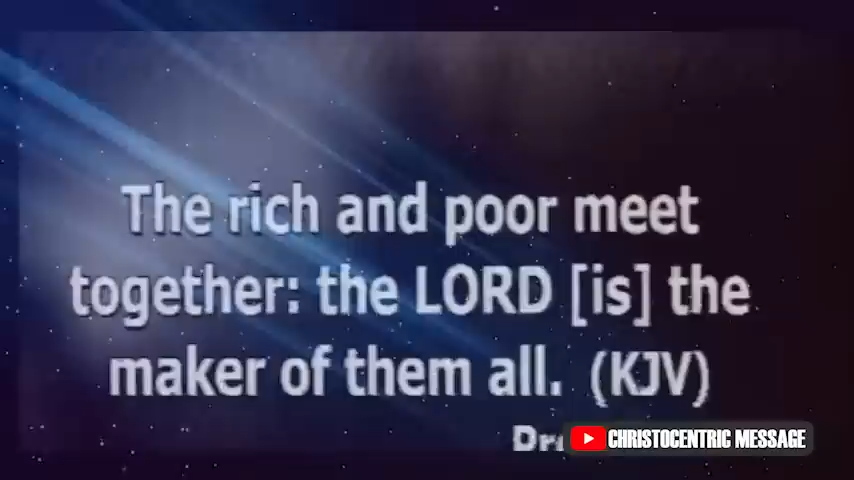 The rich and poor meet
together: the LORD [is] the
maker of them all. (KJV)
CHRISTOCENTRIC MESSAGE